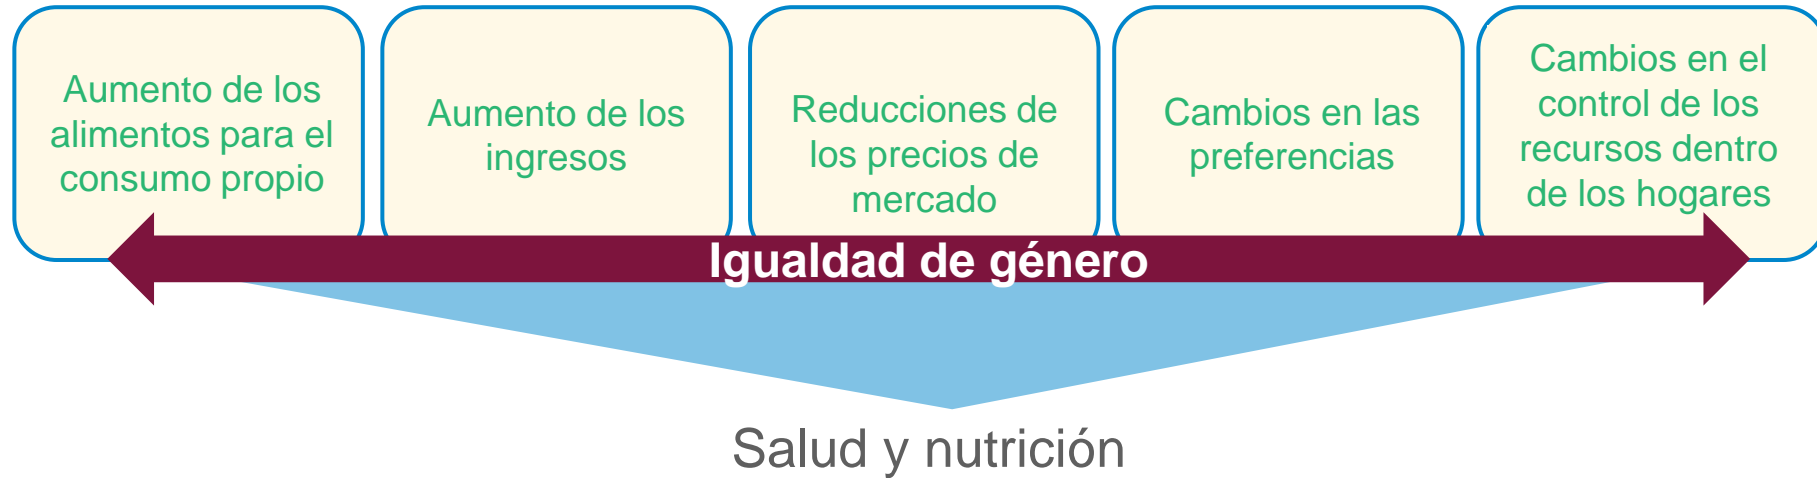 Aumento de los
alimentos para el
consumo propio
Aumento de los
ingresos
Reducciones de
los precios de
mercado
Cambios en las
preferencias
Cambios en el
control de los
recursos dentro
de los hogares
Igualdad de género
Salud y nutrición